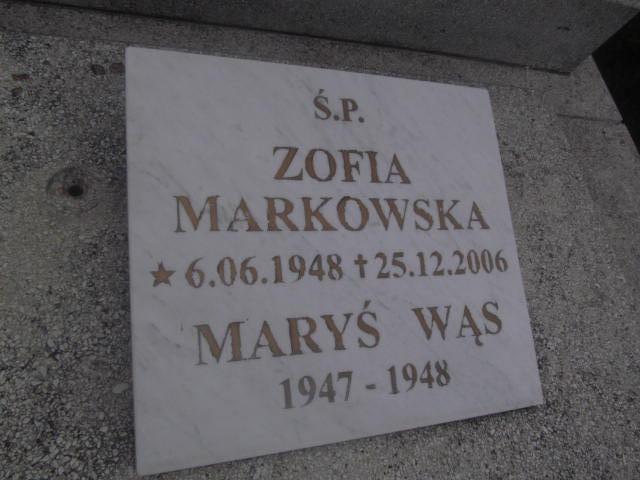 Ś.P.
ZOFIA
MARKOWSKA
★ 6.06.1948 † 25.12.2006
MARYŚ WĄS
1947 - 1948